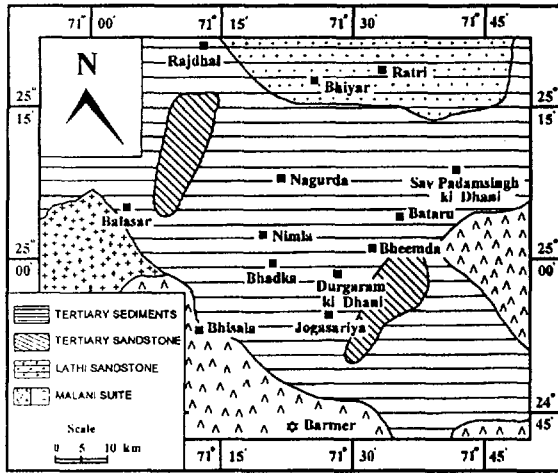 71° 00′ 71° 15′ 71° 30′ 71° 45′
N
Rajdhal
Ratri
Bhiyar
25° 15′
25° 15′
Nagurda
Sav Padamsingh
ki Dhani
Balasar
Bataru
Nimla
Bheemda
25° 00′
25° 00′
Bhadka
Durgaram
ki Dhani
Jogasariya
Bhisala
TERTIARY SEDIMENTS
TERTIARY SANDSTONE
LATHI SANDSTONE
MALANI SUITE
Scale
0 5 10 km
Barmer
24° 45′
71° 15′ 71° 30′ 71° 45′